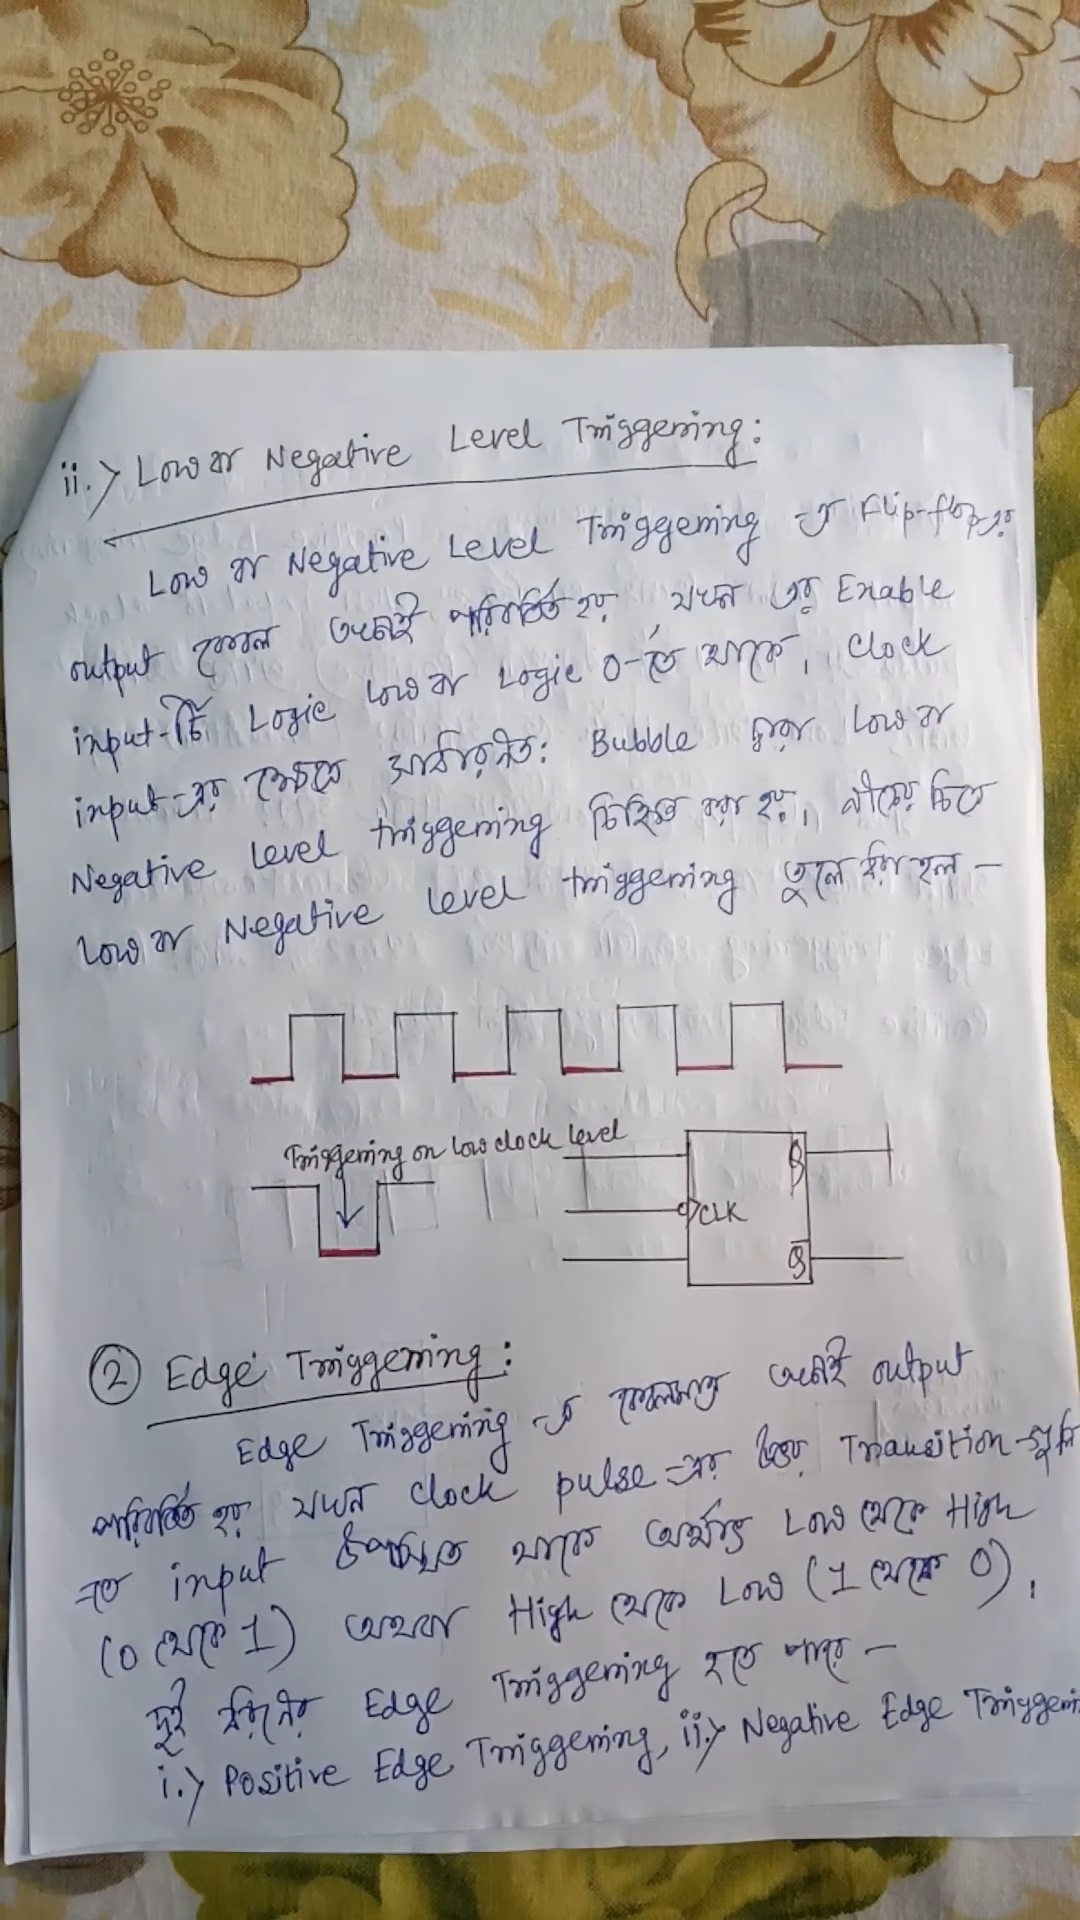 ii.> Low বা Negative Level Triggering:
Low বা Negative Level Triggering -এ Flip-flop এর
output কেবল তখনই পরিবর্তিত হয়, যখন এর Enable
input-টি Logic Low বা Logic 0-তে থাকে। Clock
input-এর ক্ষেত্রে সাধারণত: Bubble দ্বারা Low বা
Negative Level triggering চিহ্নিত করা হয়। নীচের চিত্রে
Low বা Negative Level triggering তুলে ধরা হল —
Triggering on Low clock level
Q
CLK
Q̅
② Edge Triggering:
Edge Triggering -এ কেবলমাত্র তখনই output
পরিবর্তিত হয় যখন clock pulse-এর Transition-গুলি
তে input উপস্থিত থাকে অর্থাৎ Low থেকে High
(0 থেকে 1) অথবা High থেকে Low (1 থেকে 0)।
দুই ধরনের Edge Triggering হতে পারে —
i.> Positive Edge Triggering, ii.> Negative Edge Triggeri